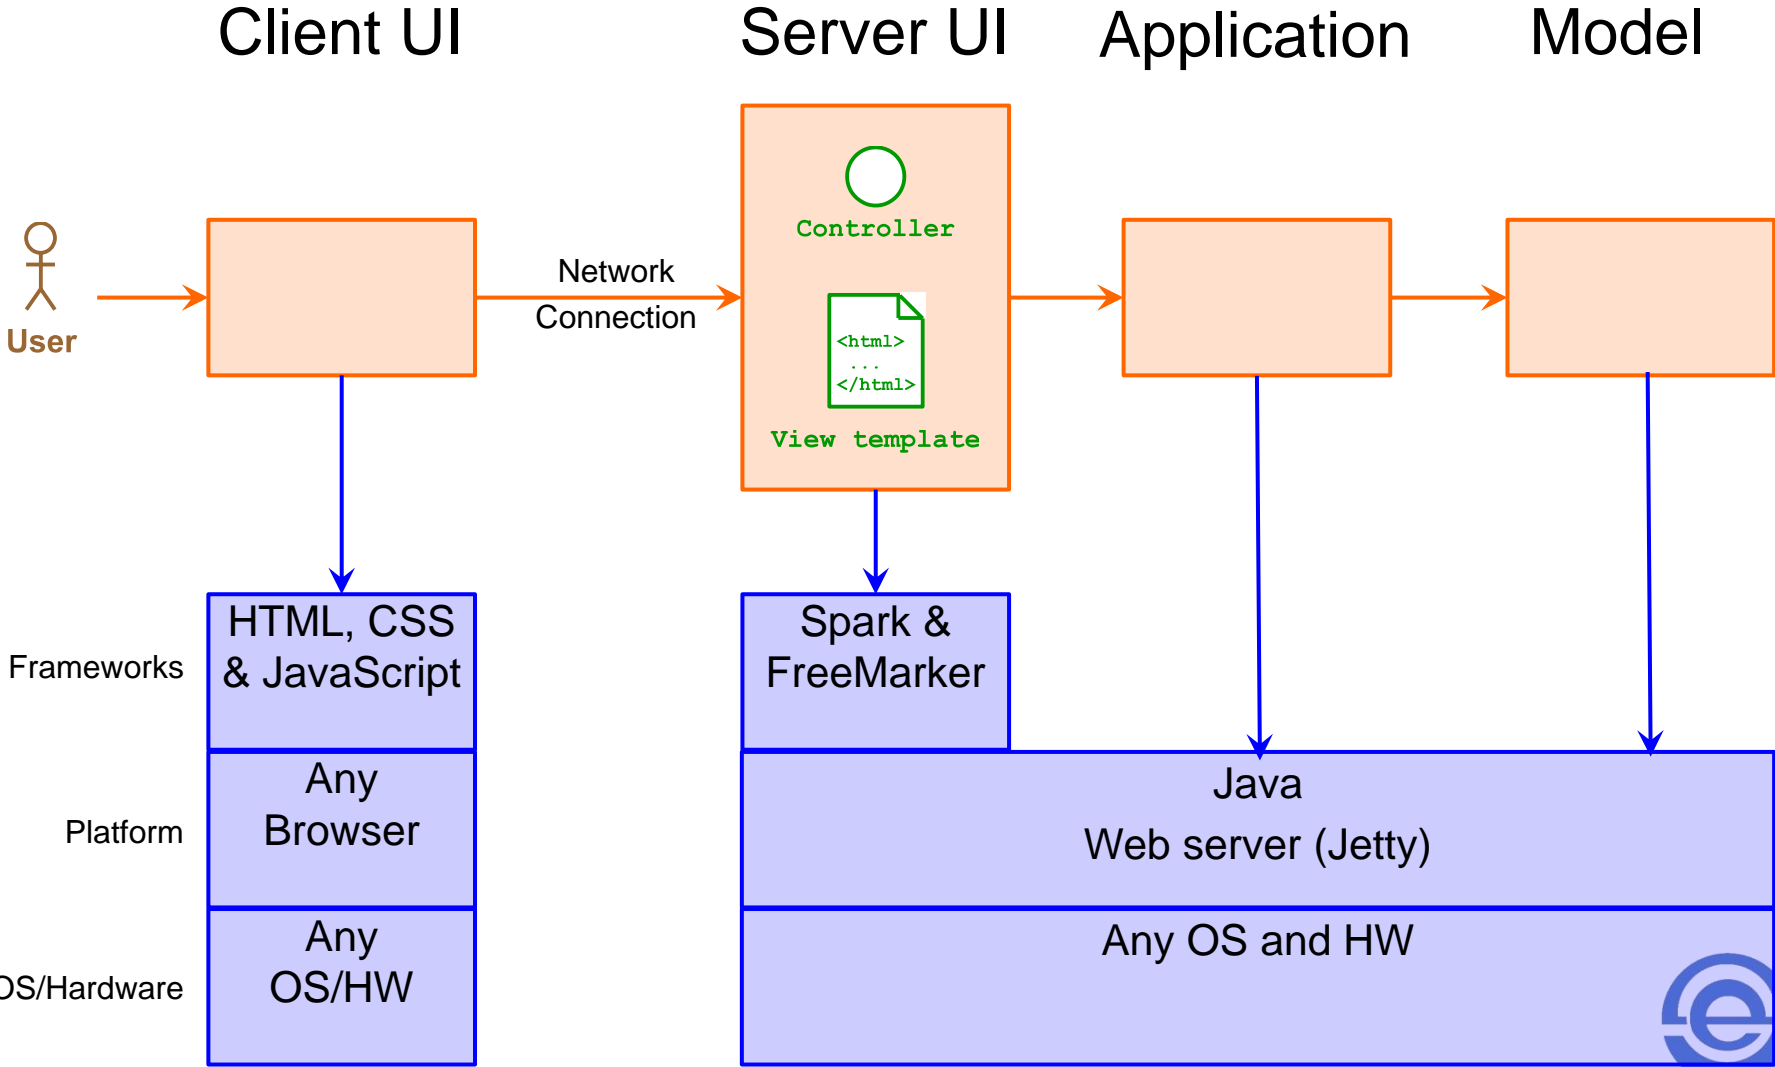 Client UI
Server UI
Application
Model
Controller
User
Network
Connection
<html>
...
</html>
View template
Frameworks
HTML, CSS
& JavaScript
Spark &
FreeMarker
Platform
Any
Browser
Java
Web server (Jetty)
OS/Hardware
Any
OS/HW
Any OS and HW